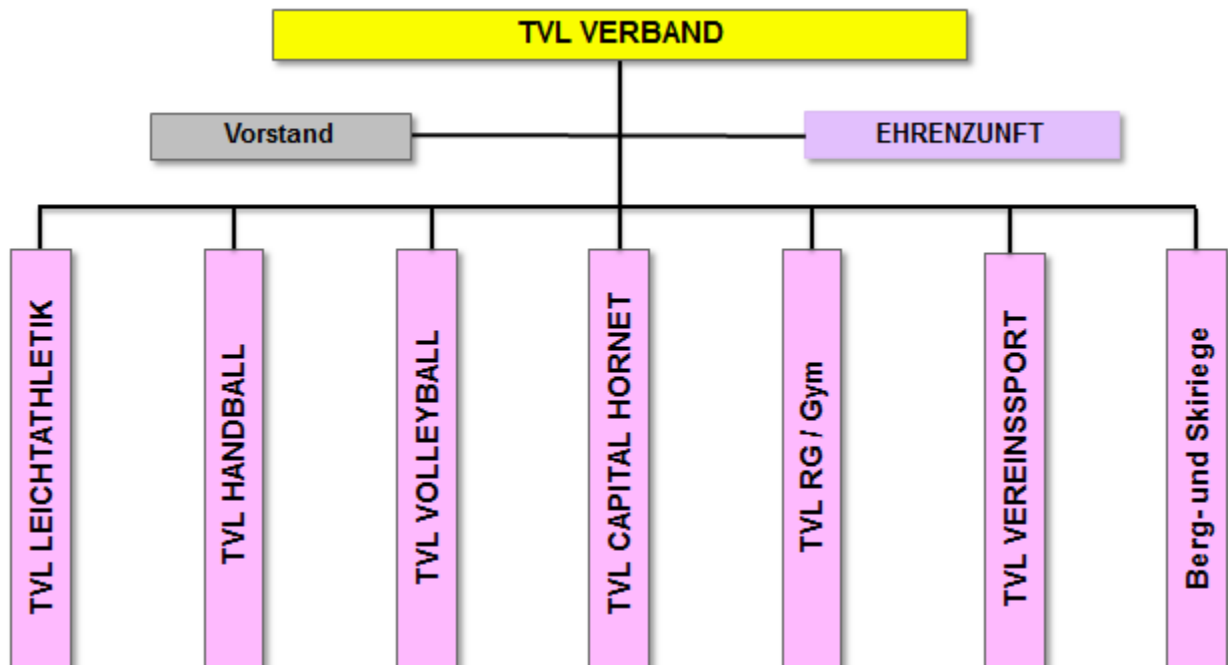 TVL VERBAND
Vorstand
EHRENZUNFT
TVL LEICHTATHLETIK
TVL HANDBALL
TVL VOLLEYBALL
TVL CAPITAL HORNET
TVL RG / Gym
TVL VEREINSSPORT
Berg- und Skiriege